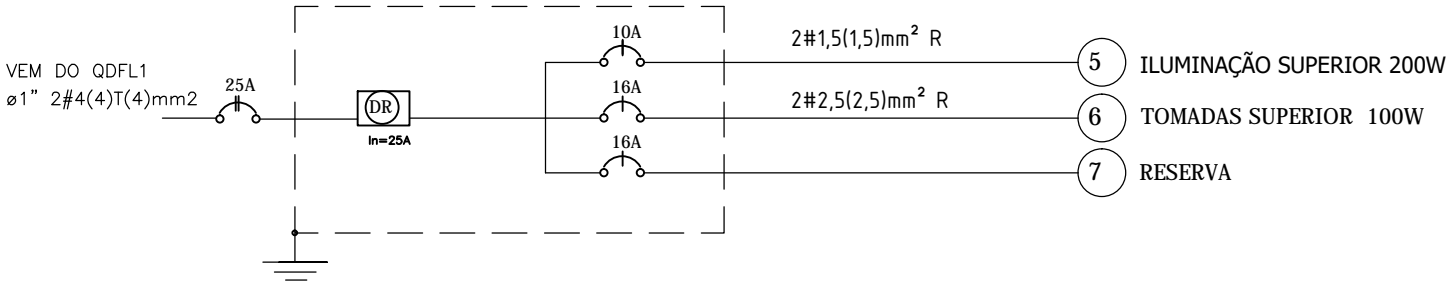 10A
2#1,5(1,5)mm² R
5
ILUMINAÇÃO SUPERIOR 200W
VEM DO QDFL1
ø1" 2#4(4)T(4)mm2
25A
DR
In=25A
16A
2#2,5(2,5)mm² R
6
TOMADAS SUPERIOR 100W
16A
7
RESERVA